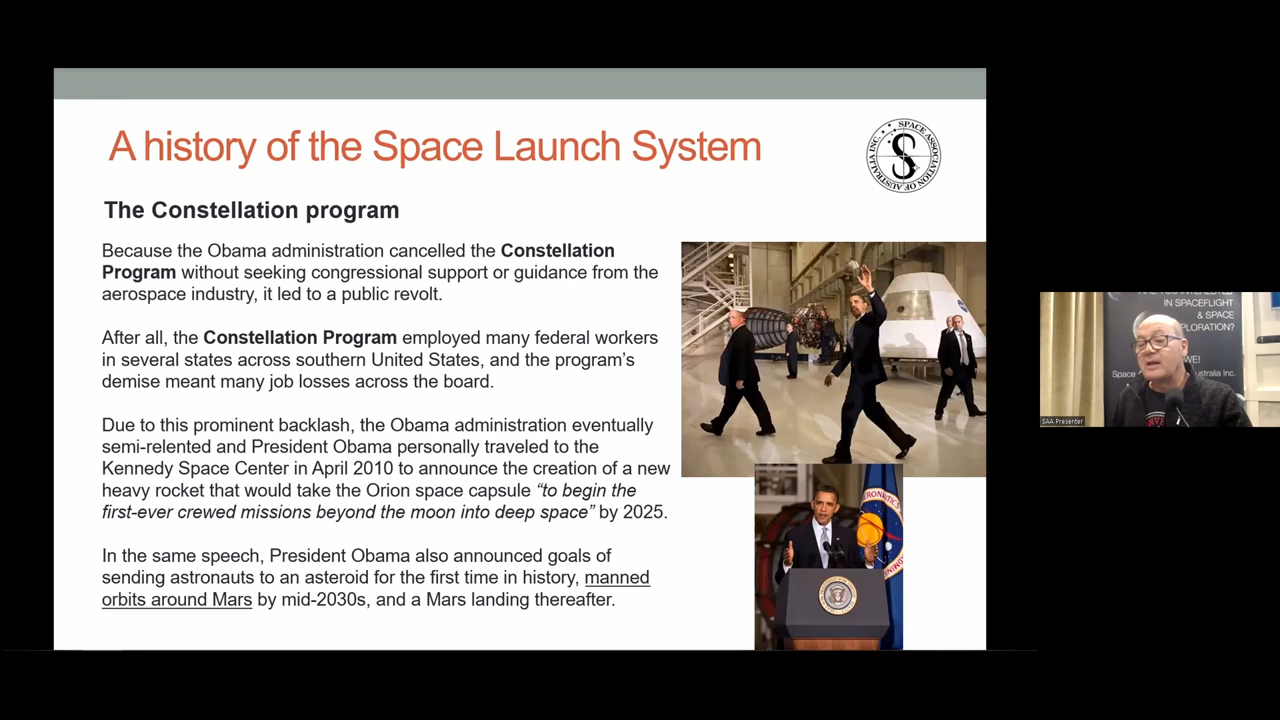 A history of the Space Launch System
SPACE ASSOCIATION OF AUSTRALIA INC.
S
The Constellation program
Because the Obama administration cancelled the Constellation
Program without seeking congressional support or guidance from the
aerospace industry, it led to a public revolt.
After all, the Constellation Program employed many federal workers
in several states across southern United States, and the program’s
demise meant many job losses across the board.
Due to this prominent backlash, the Obama administration eventually
semi-relented and President Obama personally traveled to the
Kennedy Space Center in April 2010 to announce the creation of a new
heavy rocket that would take the Orion space capsule “to begin the
first-ever crewed missions beyond the moon into deep space” by 2025.
In the same speech, President Obama also announced goals of
sending astronauts to an asteroid for the first time in history, manned
orbits around Mars by mid-2030s, and a Mars landing thereafter.
IN SPACEFLIGHT
& SPACE
PLORATION?
WE!
Space
ustralia Inc.
SAA Presenter